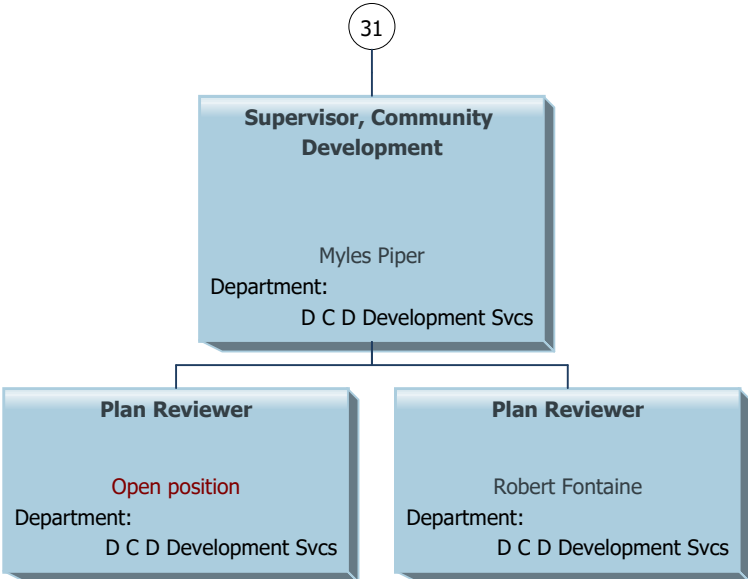 31
Supervisor, Community
Development
Myles Piper
Department:
D C D Development Svcs
Plan Reviewer
Open position
Department:
D C D Development Svcs
Plan Reviewer
Robert Fontaine
Department:
D C D Development Svcs